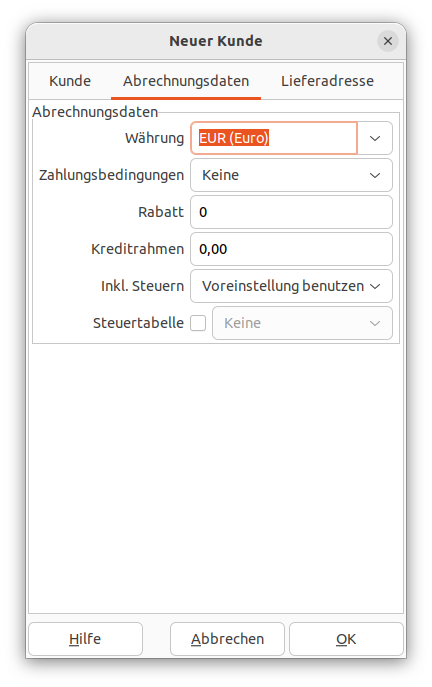 Neuer Kunde
Kunde Abrechnungsdaten Lieferadresse
Abrechnungsdaten
Währung EUR (Euro)
Zahlungsbedingungen Keine
Rabatt 0
Kreditrahmen 0,00
Inkl. Steuern Voreinstellung benutzen
Steuertabelle Keine
Hilfe Abbrechen OK